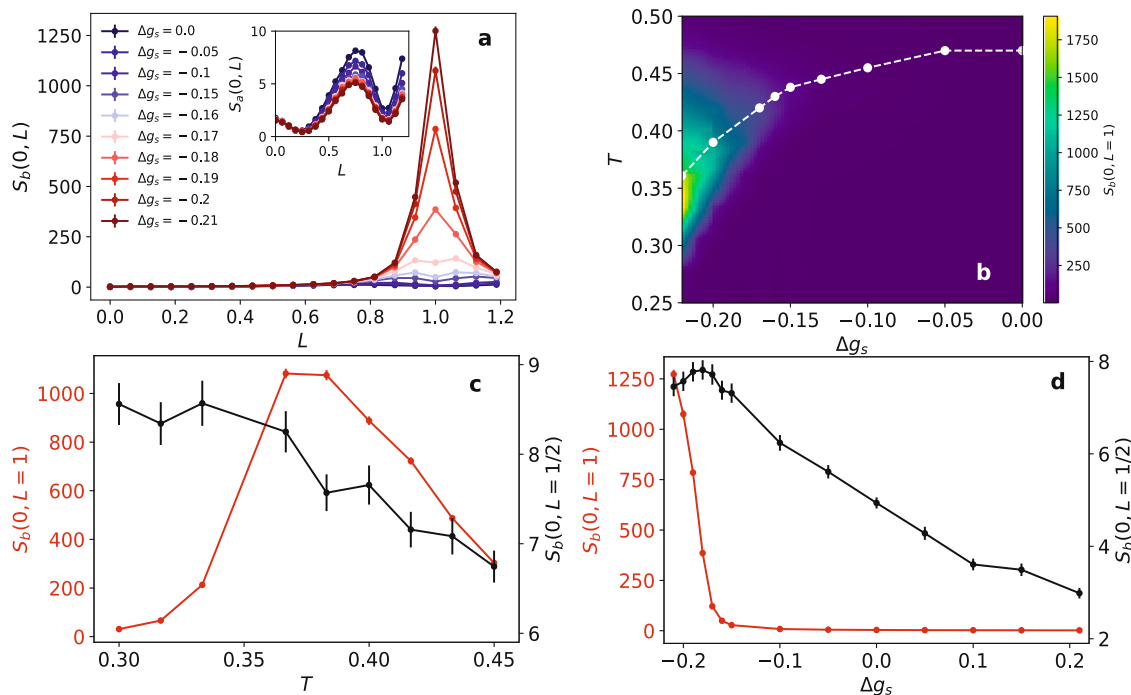 a
S_b(0, L)
1250
1000
750
500
250
0
0.0 0.2 0.4 0.6 0.8 1.0 1.2
L
Δg_s = 0.0
Δg_s = −0.05
Δg_s = −0.1
Δg_s = −0.15
Δg_s = −0.16
Δg_s = −0.17
Δg_s = −0.18
Δg_s = −0.19
Δg_s = −0.2
Δg_s = −0.21
S_a(0, L)
10
5
0
0.0 0.5 1.0
L
b
T
0.50
0.45
0.40
0.35
0.30
0.25
−0.20 −0.15 −0.10 −0.05 0.00
Δg_s
1750
1500
1250
1000
750
500
250
S_b(0, L = 1)
c
S_b(0, L = 1)
1000
800
600
400
200
0
0.30 0.35 0.40 0.45
T
9
8
7
6
S_b(0, L = 1/2)
d
S_b(0, L = 1)
1250
1000
750
500
250
0
−0.2 −0.1 0.0 0.1 0.2
Δg_s
8
6
4
2
S_b(0, L = 1/2)